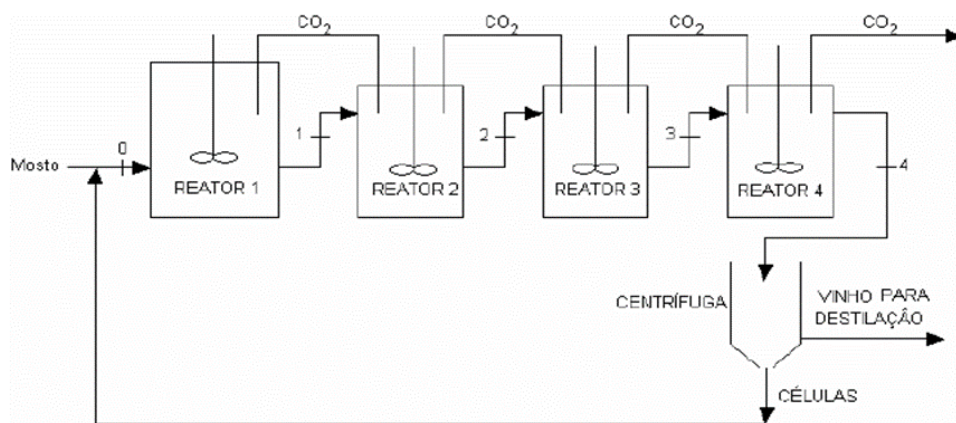 CO2
CO2
CO2
CO2
0
1
2
3
4
Mosto
REATOR 1
REATOR 2
REATOR 3
REATOR 4
CENTRÍFUGA
VINHO PARA
DESTILAÇÃO
CÉLULAS